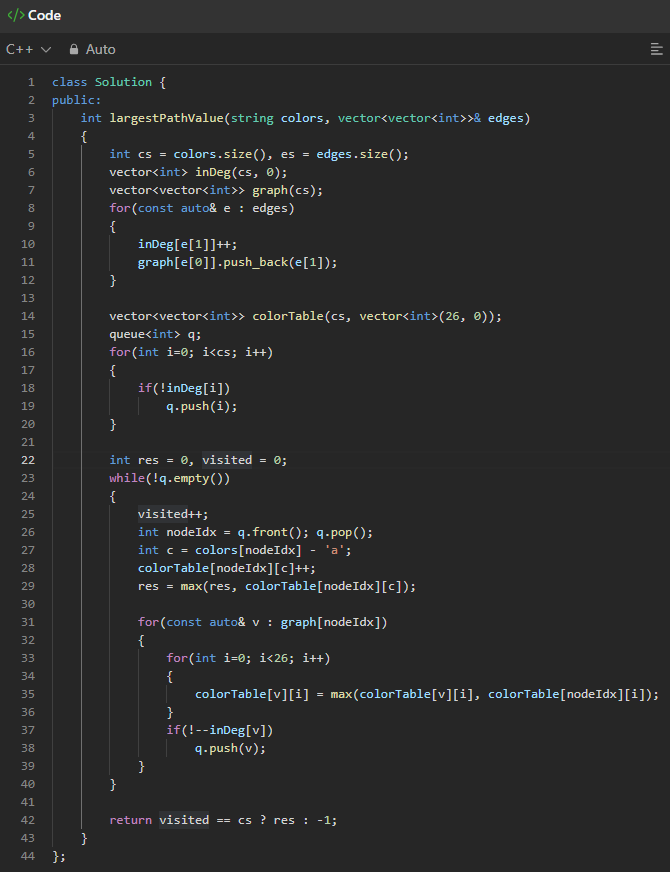 </> Code
C++ Auto
1 class Solution {
2 public:
3     int largestPathValue(string colors, vector<vector<int>>& edges)
4     {
5         int cs = colors.size(), es = edges.size();
6         vector<int> inDeg(cs, 0);
7         vector<vector<int>> graph(cs);
8         for(const auto& e : edges)
9         {
10             inDeg[e[1]]++;
11             graph[e[0]].push_back(e[1]);
12         }
13
14         vector<vector<int>> colorTable(cs, vector<int>(26, 0));
15         queue<int> q;
16         for(int i=0; i<cs; i++)
17         {
18             if(!inDeg[i])
19                 q.push(i);
20         }
21
22         int res = 0, visited = 0;
23         while(!q.empty())
24         {
25             visited++;
26             int nodeIdx = q.front(); q.pop();
27             int c = colors[nodeIdx] - 'a';
28             colorTable[nodeIdx][c]++;
29             res = max(res, colorTable[nodeIdx][c]);
30
31             for(const auto& v : graph[nodeIdx])
32             {
33                 for(int i=0; i<26; i++)
34                 {
35                     colorTable[v][i] = max(colorTable[v][i], colorTable[nodeIdx][i]);
36                 }
37                 if(!--inDeg[v])
38                     q.push(v);
39             }
40         }
41
42         return visited == cs ? res : -1;
43     }
44 };